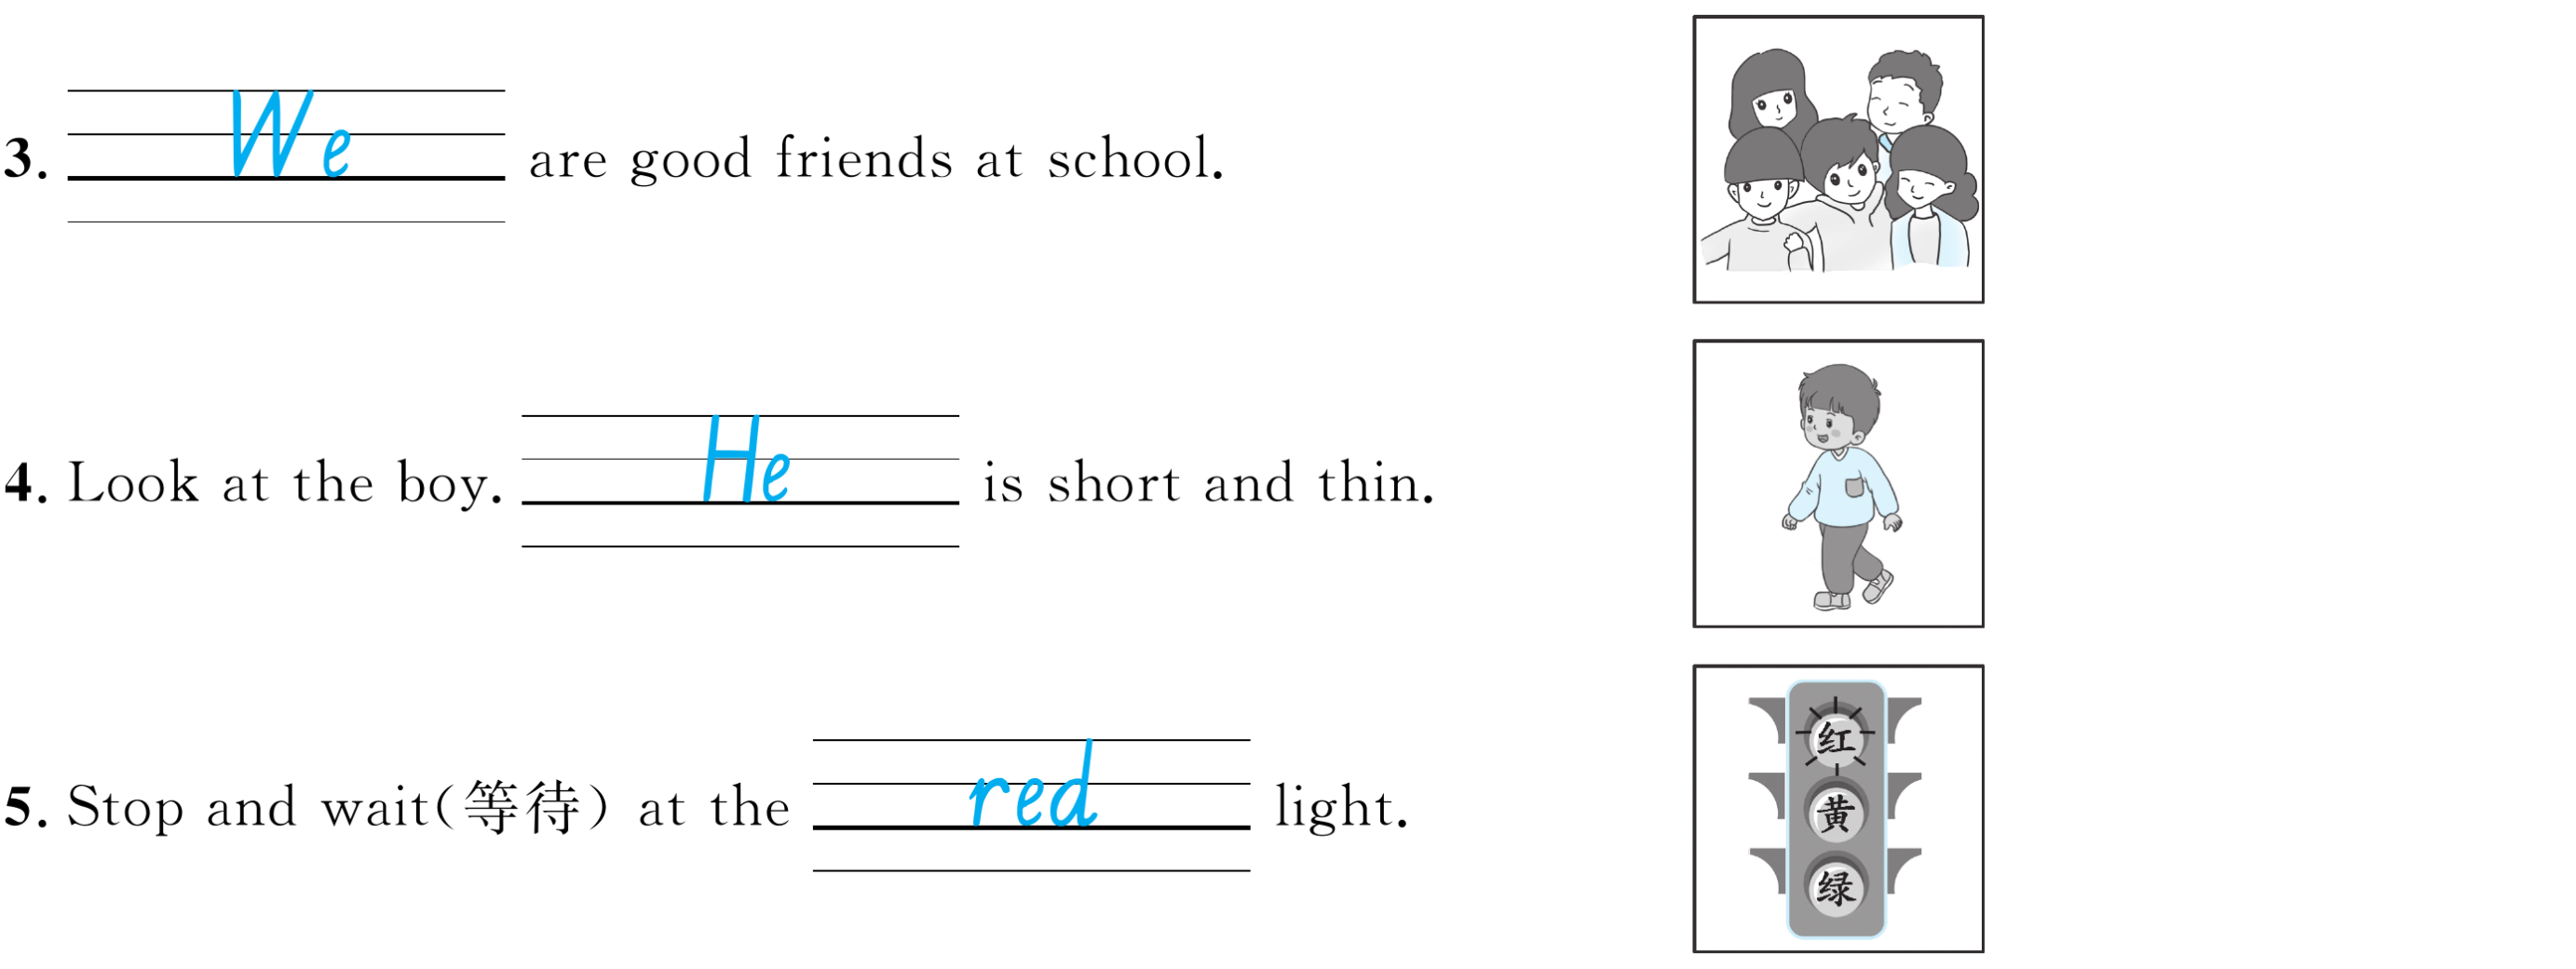 3. We are good friends at school.
4. Look at the boy. He is short and thin.
5. Stop and wait(等待) at the red light.
红
黄
绿